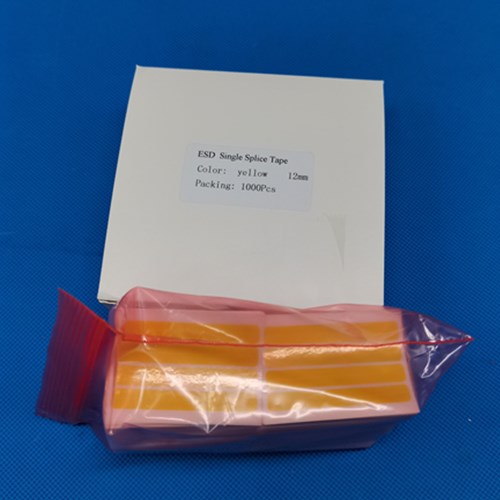 ESD Single Splice Tape
Color: yellow 12mm
Packing: 1000Pcs